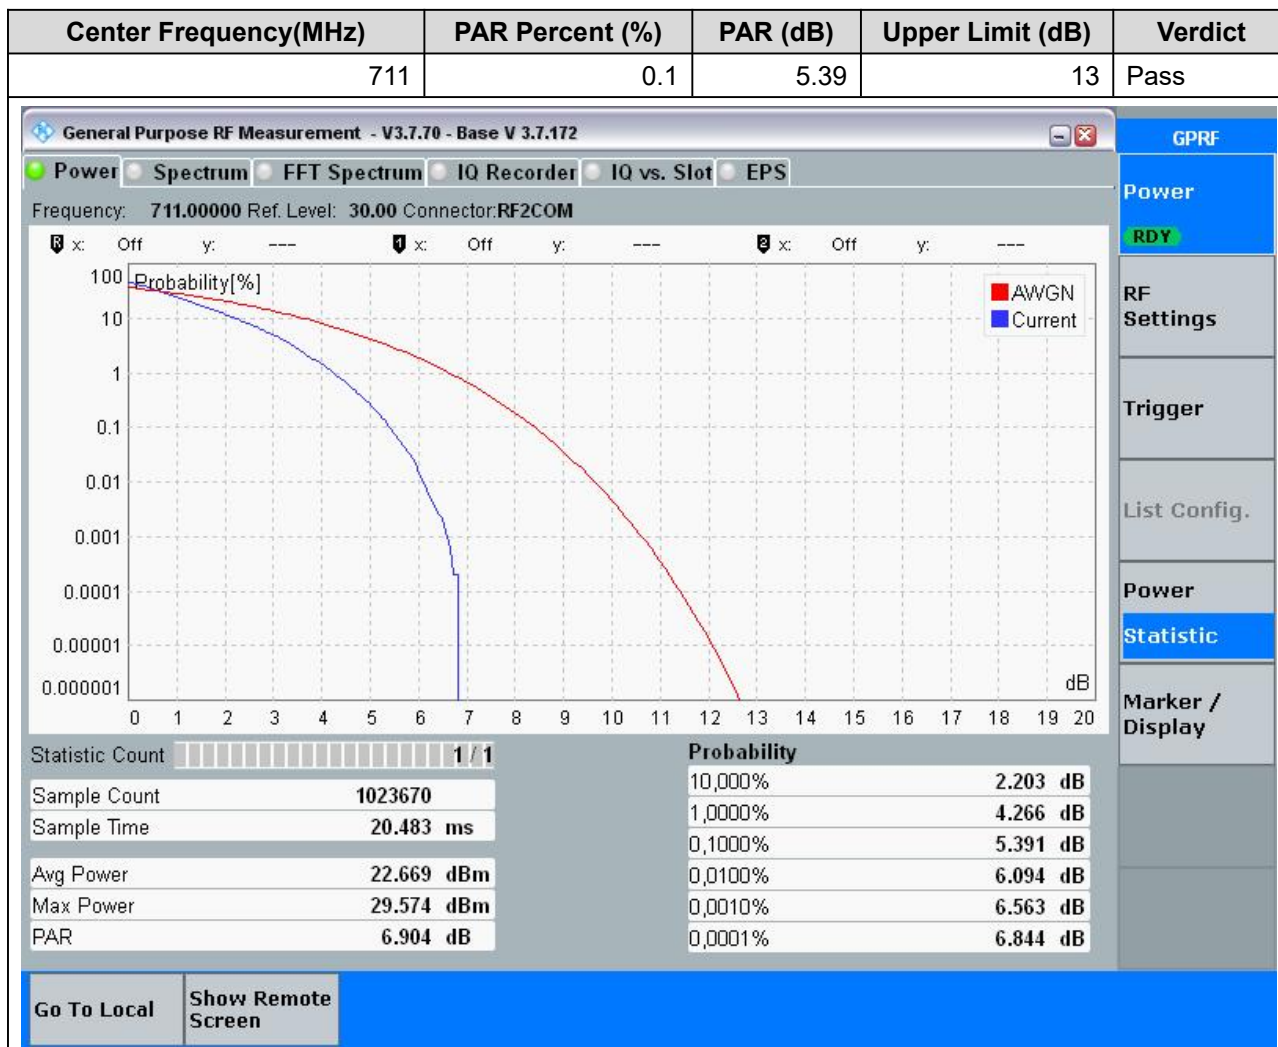 Center Frequency(MHz) PAR Percent (%) PAR (dB) Upper Limit (dB) Verdict
711 0.1 5.39 13 Pass
General Purpose RF Measurement - V3.7.70 - Base V 3.7.172
GPRF
Power Spectrum FFT Spectrum IQ Recorder IQ vs. Slot EPS
Power
RDY
Frequency: 711.00000 Ref. Level: 30.00 Connector:RF2COM
R x: Off y: --- 1 x: Off y: --- 2 x: Off y: ---
Probability[%]
AWGN
Current
100
10
1
0.1
0.01
0.001
0.0001
0.00001
0.000001
dB
0 1 2 3 4 5 6 7 8 9 10 11 12 13 14 15 16 17 18 19 20
RF
Settings
Trigger
List Config.
Power
Statistic
Marker /
Display
Statistic Count 1 / 1
Sample Count 1023670
Sample Time 20.483 ms
Avg Power 22.669 dBm
Max Power 29.574 dBm
PAR 6.904 dB
Probability
10,000% 2.203 dB
1,0000% 4.266 dB
0,1000% 5.391 dB
0,0100% 6.094 dB
0,0010% 6.563 dB
0,0001% 6.844 dB
Go To Local
Show Remote
Screen